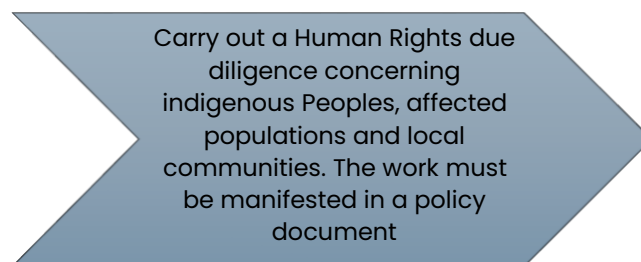 Carry out a Human Rights due
diligence concerning
indigenous Peoples, affected
populations and local
communities. The work must
be manifested in a policy
document